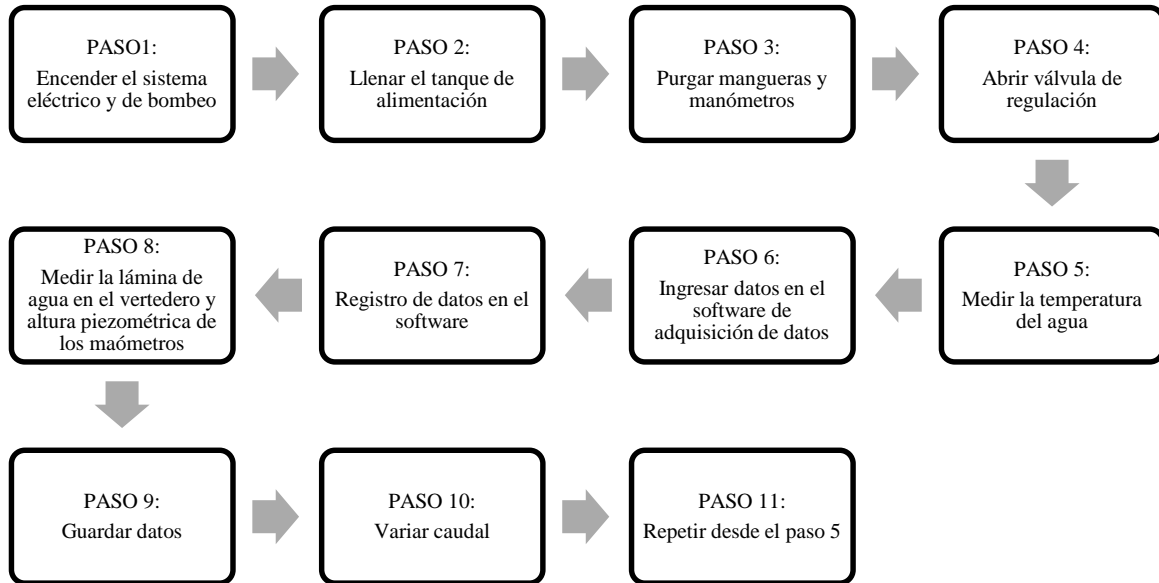 PASO1:
Encender el sistema
eléctrico y de bombeo
PASO 2:
Llenar el tanque de
alimentación
PASO 3:
Purgar mangueras y
manómetros
PASO 4:
Abrir válvula de
regulación
PASO 5:
Medir la temperatura
del agua
PASO 6:
Ingresar datos en el
software de
adquisición de datos
PASO 7:
Registro de datos en el
software
PASO 8:
Medir la lámina de
agua en el vertedero y
altura piezométrica de
los maómetros
PASO 9:
Guardar datos
PASO 10:
Variar caudal
PASO 11:
Repetir desde el paso 5